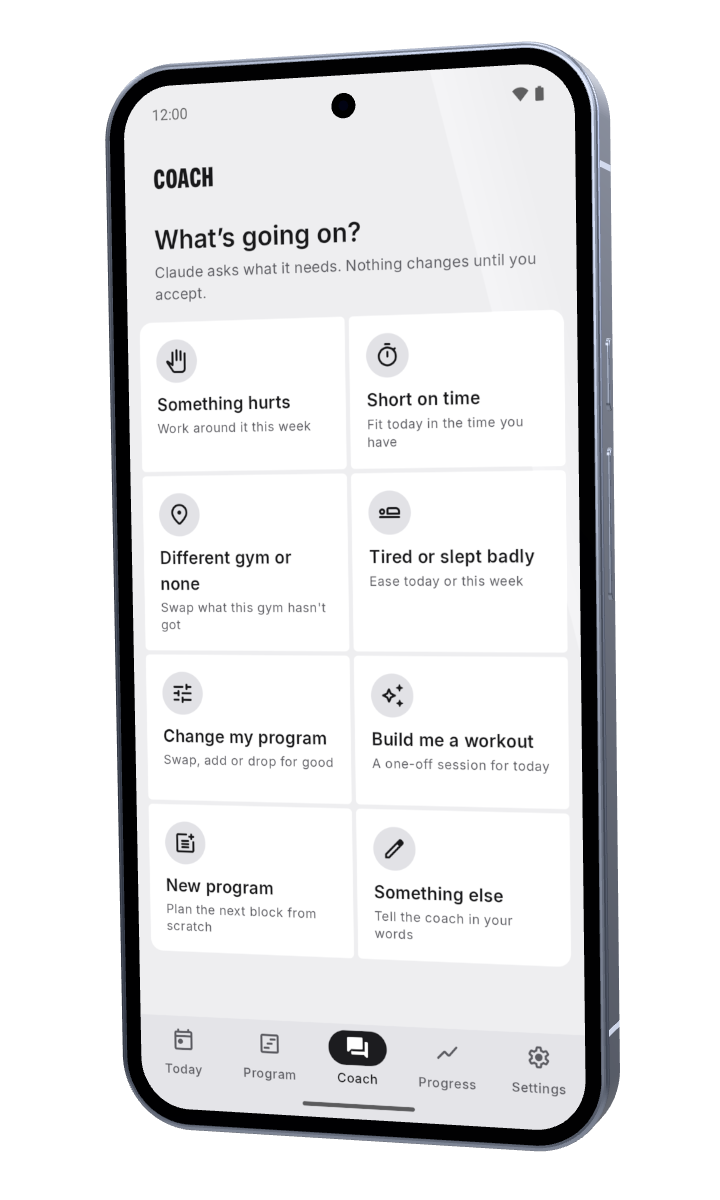 12:00
COACH
What's going on?
Claude asks what it needs. Nothing changes until you
accept.
Something hurts
Work around it this week
Short on time
Fit today in the time you
have
Different gym or
none
Swap what this gym hasn't
got
Tired or slept badly
Ease today or this week
Change my program
Swap, add or drop for good
Build me a workout
A one-off session for today
New program
Plan the next block from
scratch
Something else
Tell the coach in your
words
Today
Program
Coach
Progress
Settings